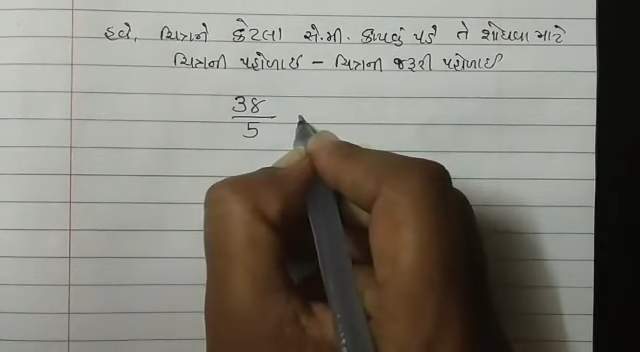 હવે, ચિત્રને કેટલા સે.મી. કાપવું પડે તે શોધવા માટે
ચિત્રની પહોળાઈ – ચિત્રની જરૂરી પહોળાઈ
38
5